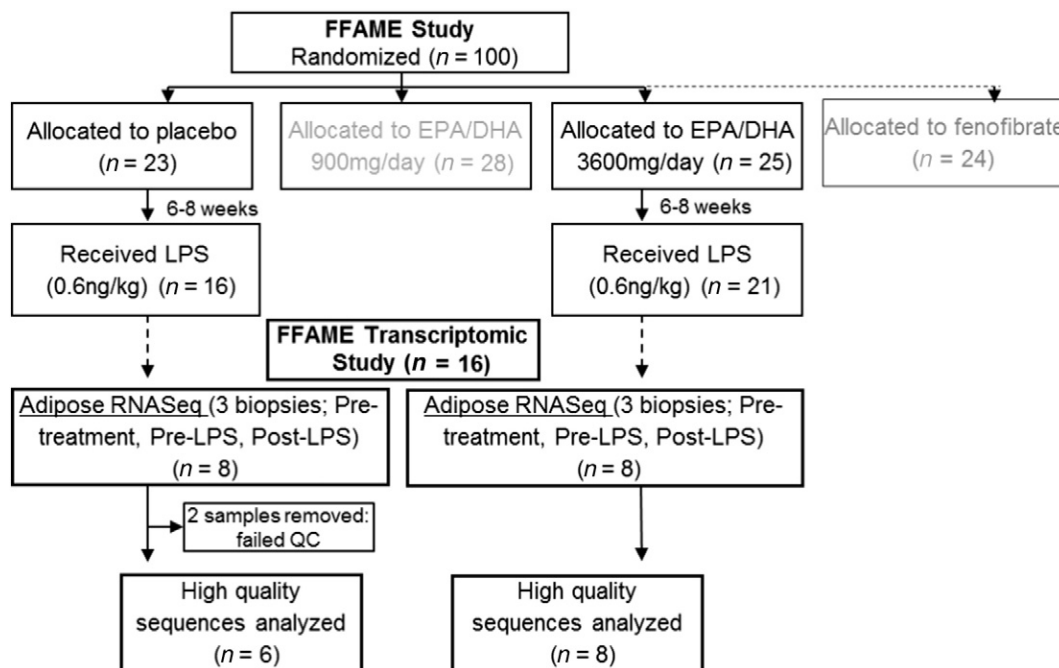 FFAME Study
Randomized (n = 100)
Allocated to placebo
(n = 23)
Allocated to EPA/DHA
900mg/day (n = 28)
Allocated to EPA/DHA
3600mg/day (n = 25)
Allocated to fenofibrate
(n = 24)
6-8 weeks
6-8 weeks
Received LPS
(0.6ng/kg) (n = 16)
Received LPS
(0.6ng/kg) (n = 21)
FFAME Transcriptomic
Study (n = 16)
Adipose RNASeq (3 biopsies; Pre-
treatment, Pre-LPS, Post-LPS)
(n = 8)
Adipose RNASeq (3 biopsies; Pre-
treatment, Pre-LPS, Post-LPS)
(n = 8)
2 samples removed:
failed QC
High quality
sequences analyzed
(n = 6)
High quality
sequences analyzed
(n = 8)